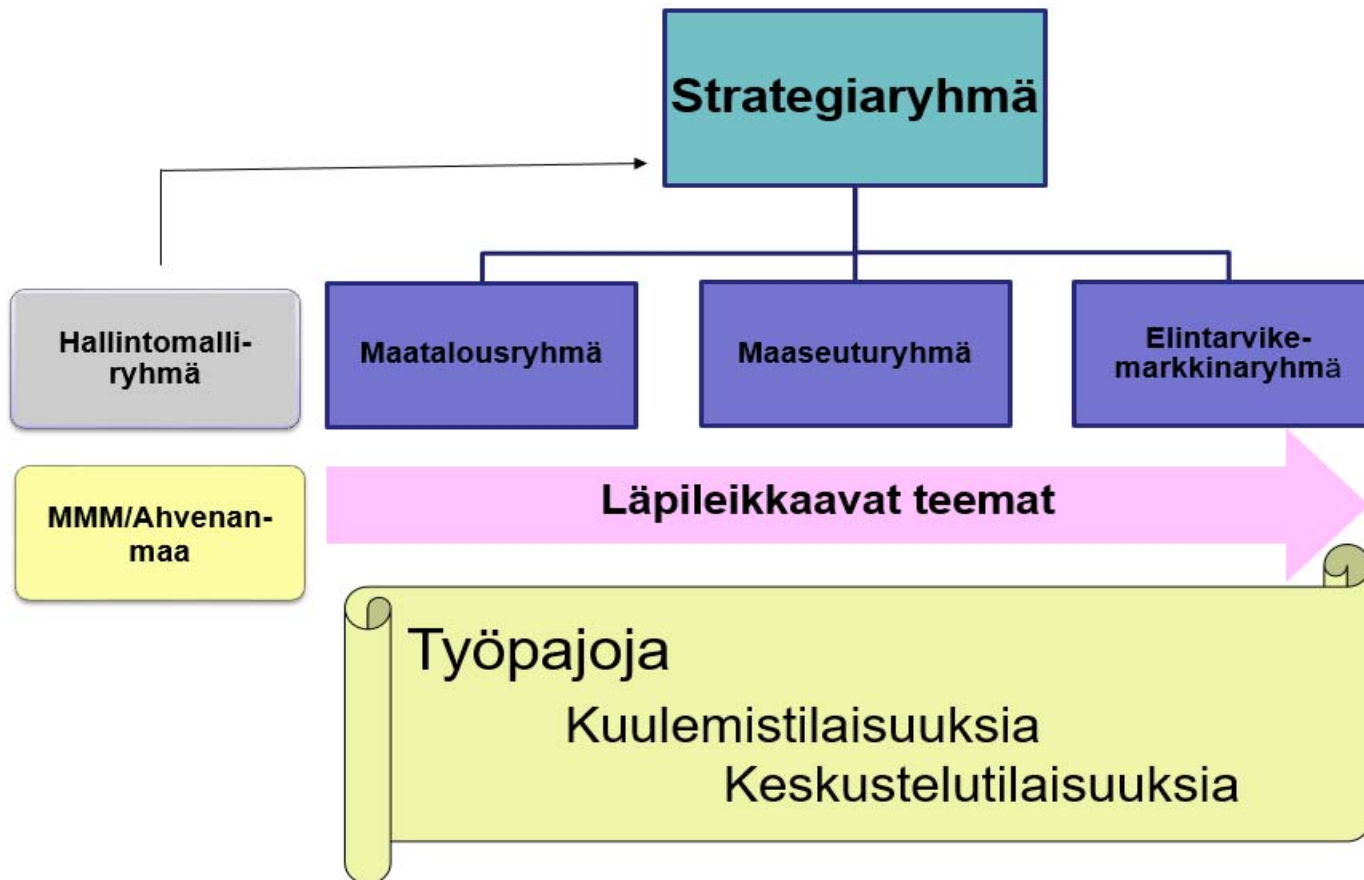 Strategiaryhmä
Hallintomalli-
ryhmä
Maatalousryhmä
Maaseuturyhmä
Elintarvike-
markkinaryhmä
MMM/Ahvenan-
maa
Läpileikkaavat teemat
Työpajoja
Kuulemistilaisuuksia
Keskustelutilaisuuksia